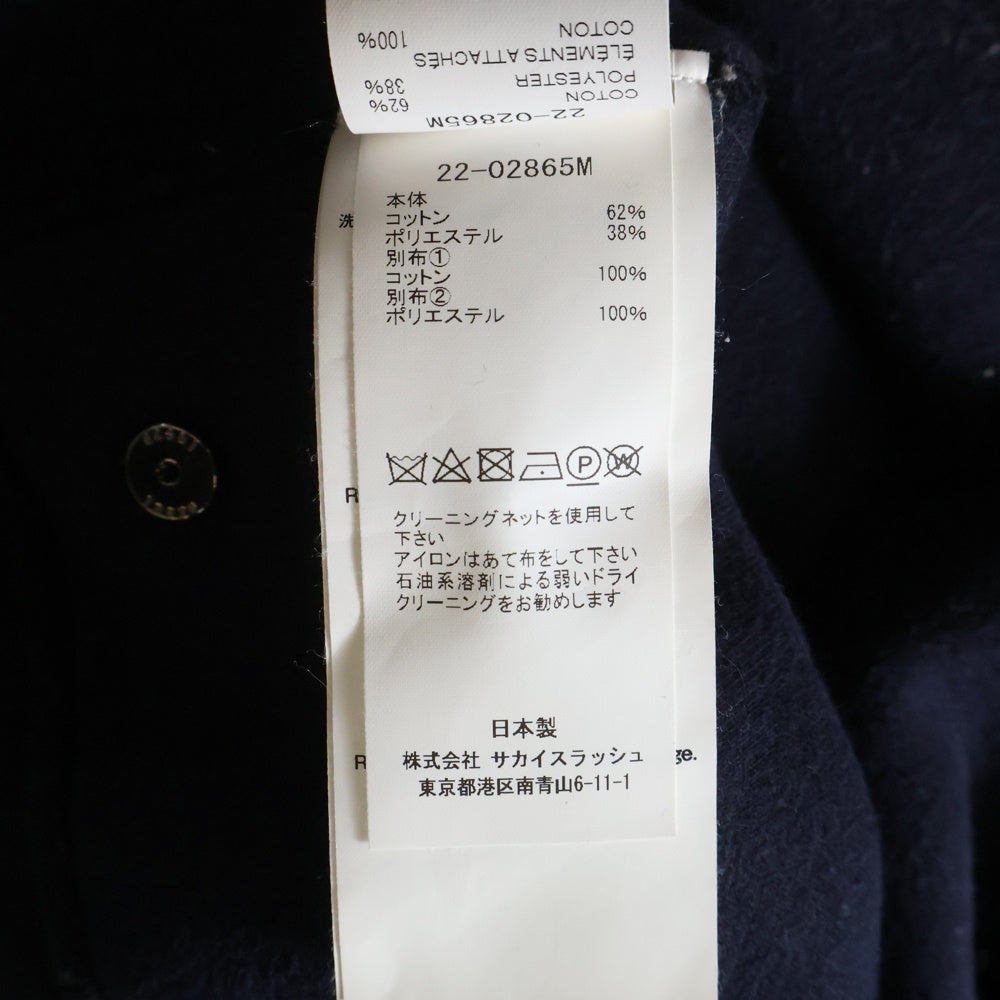 COTON
100%
ÉLÉMENTS ATTACHÉS
POLYESTER
38%
COTON
62%
22-02865M
22-02865M
本体
コットン 62%
ポリエステル 38%
別布①
コットン 100%
別布②
ポリエステル 100%
洗
R
P
W
クリーニングネットを使用して
下さい
アイロンはあて布をして下さい
石油系溶剤による弱いドライ
クリーニングをお勧めします
日本製
株式会社 サカイスラッシュ
R
ge.
東京都港区南青山6-11-1